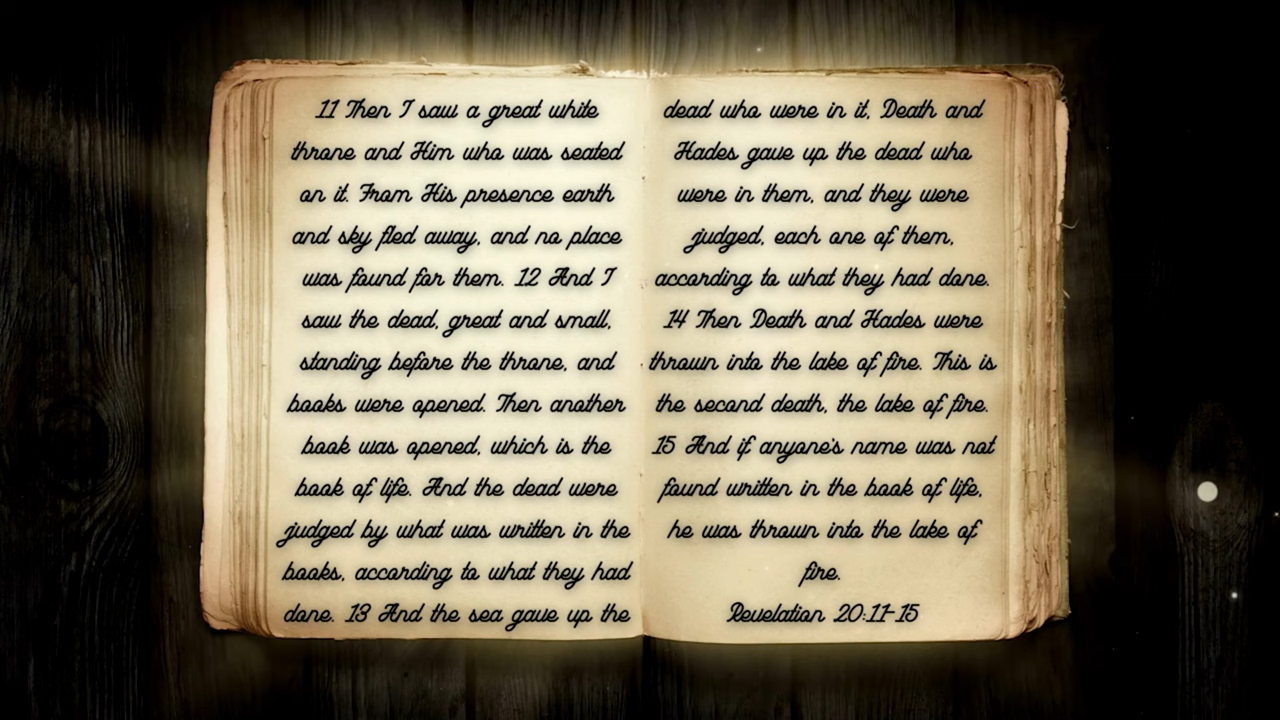 11 Then I saw a great white
throne and Him who was seated
on it. From His presence earth
and sky fled away, and no place
was found for them. 12 And I
saw the dead, great and small,
standing before the throne, and
books were opened. Then another
book was opened, which is the
book of life. And the dead were
judged by what was written in the
books, according to what they had
done. 13 And the sea gave up the
dead who were in it, Death and
Hades gave up the dead who
were in them, and they were
judged, each one of them,
according to what they had done.
14 Then Death and Hades were
thrown into the lake of fire. This is
the second death, the lake of fire.
15 And if anyone's name was not
found written in the book of life,
he was thrown into the lake of
fire.
Revelation 20:11-15